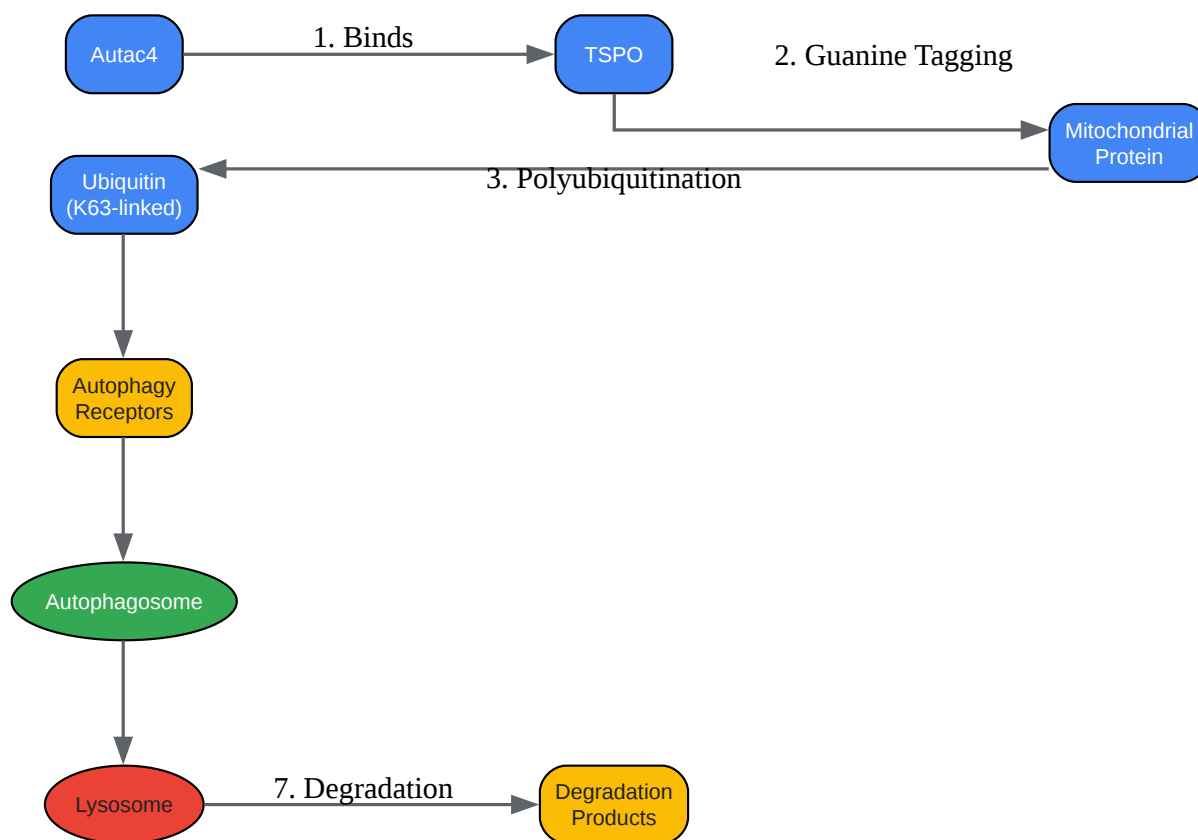 Autac4
1. Binds
TSPO
2. Guanine Tagging
Mitochondrial
Protein
3. Polyubiquitination
Ubiquitin
(K63-linked)
Autophagy
Receptors
Autophagosome
Lysosome
7. Degradation
Degradation
Products